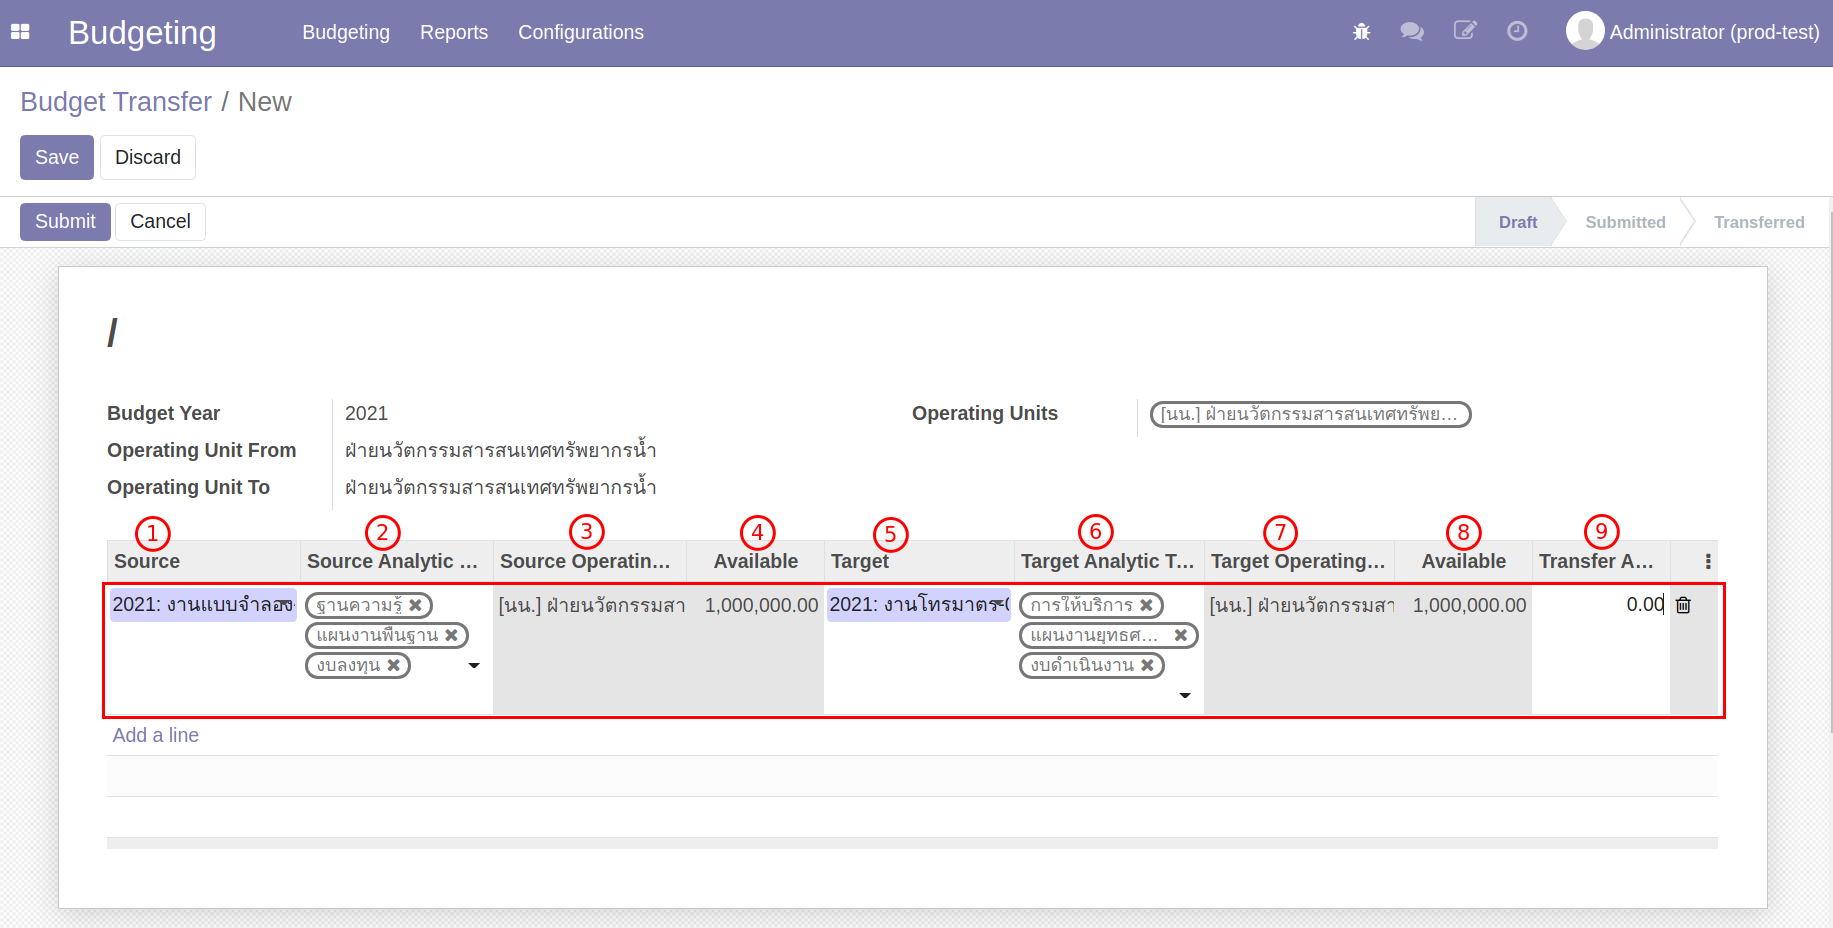 Budgeting Budgeting Reports Configurations Administrator (prod-test)
Budget Transfer / New
Save Discard
Submit Cancel Draft Submitted Transferred
/
Budget Year 2021 Operating Units [นน.] ฝ่ายนวัตกรรมสารสนเทศทรัพย...
Operating Unit From ฝ่ายนวัตกรรมสารสนเทศทรัพยากรน้ำ
Operating Unit To ฝ่ายนวัตกรรมสารสนเทศทรัพยากรน้ำ
1 2 3 4 5 6 7 8 9
Source Source Analytic ... Source Operatin... Available Target Target Analytic T... Target Operating... Available Transfer A...
2021: งานแบบจำลอง ฐานความรู้ [นน.] ฝ่ายนวัตกรรมสา 1,000,000.00 2021: งานโทรมาตร การให้บริการ [นน.] ฝ่ายนวัตกรรมสา 1,000,000.00 0.00
แผนงานพื้นฐาน แผนงานยุทธศ...
งบลงทุน งบดำเนินงาน
Add a line